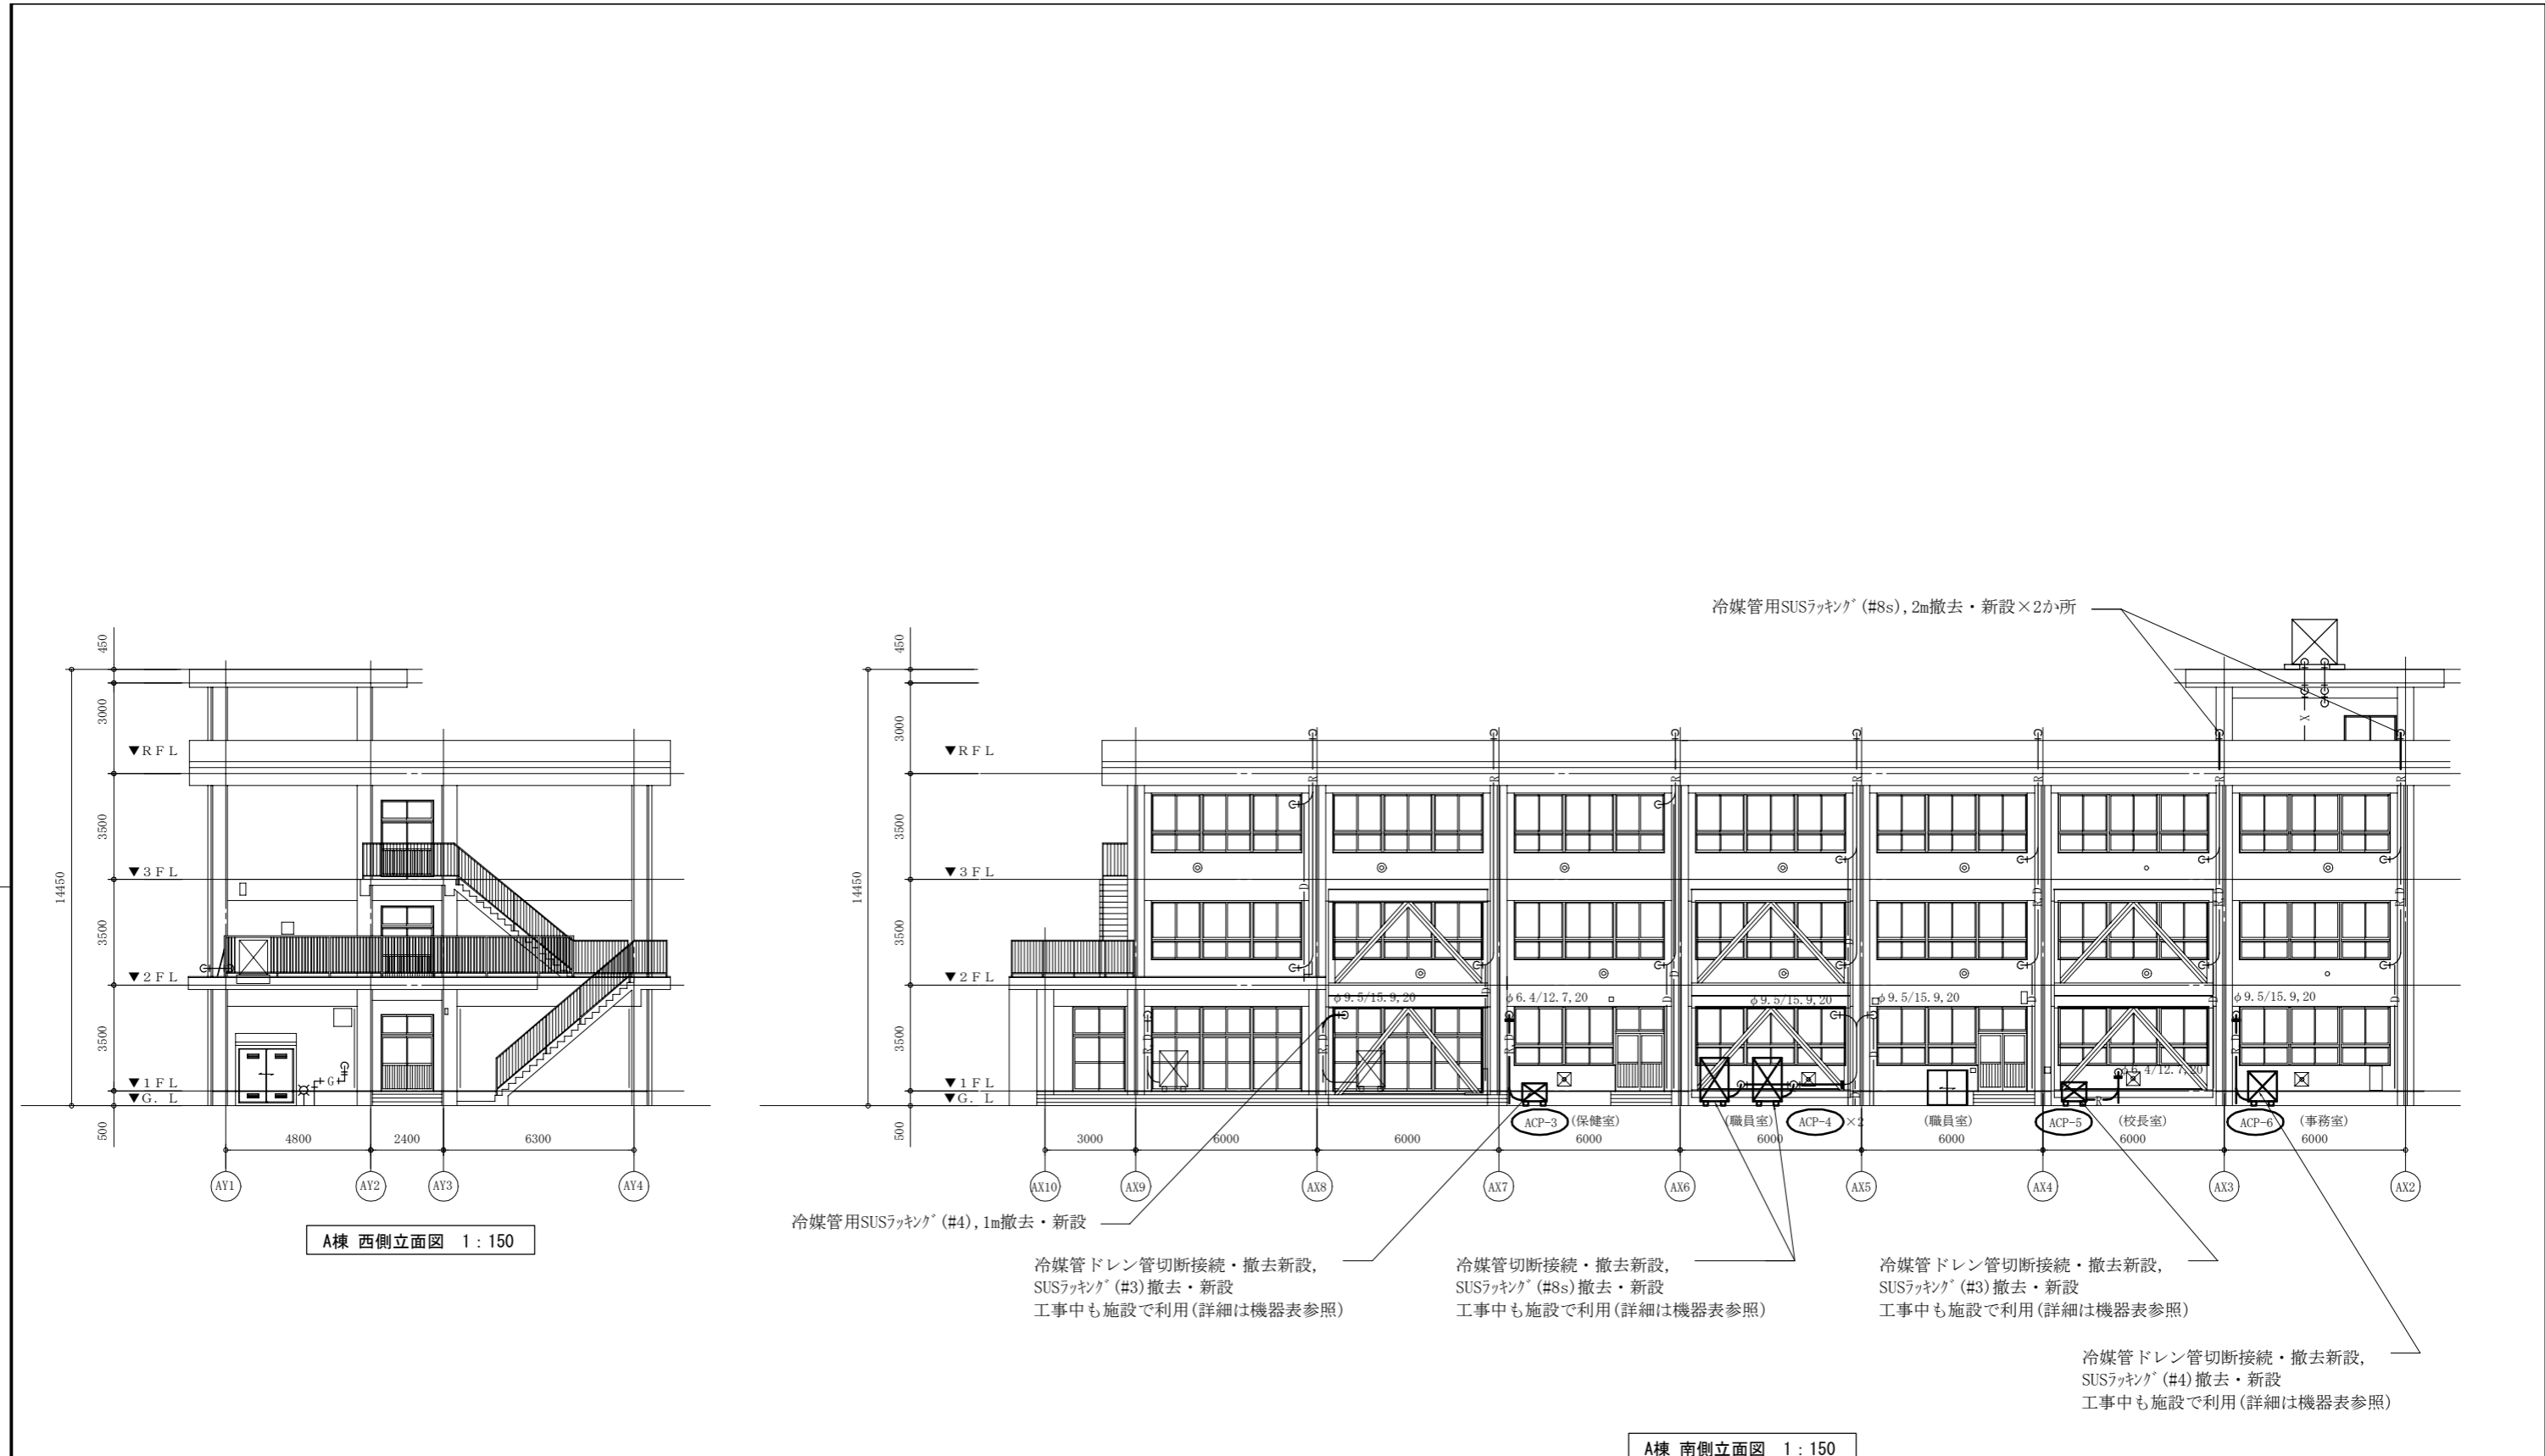 450
3000
3500
3500
3500
500
14450
▼RFL
▼3FL
▼2FL
▼1FL
▼G.L
G
4800
2400
6300
AY1
AY2
AY3
AY4
A棟 西側立面図 1：150
冷媒管用SUSラッキング(#8s),2m撤去・新設×2か所
450
3000
3500
3500
3500
500
14450
▼RFL
▼3FL
▼2FL
▼1FL
▼G.L
X
R
R
R
R
R
R
R
D
D
D
R,D
R,D
R,D
D
D
D
D
D
D
φ9.5/15.9,20
φ6.4/12.7,20
φ9.5/15.9,20
φ9.5/15.9,20
φ9.5/15.9,20
R,D
R,D
R,D
D
R,D
φ6.4/12.7,20
D
R
ACP-3
(保健室)
(職員室)
ACP-4
×2
(職員室)
ACP-5
(校長室)
ACP-6
(事務室)
3000
6000
6000
6000
6000
6000
6000
6000
AX10
AX9
AX8
AX7
AX6
AX5
AX4
AX3
AX2
冷媒管用SUSラッキング(#4),1m撤去・新設
冷媒管ドレン管切断接続・撤去新設,
SUSラッキング(#3)撤去・新設
工事中も施設で利用(詳細は機器表参照)
冷媒管切断接続・撤去新設,
SUSラッキング(#8s)撤去・新設
工事中も施設で利用(詳細は機器表参照)
冷媒管ドレン管切断接続・撤去新設,
SUSラッキング(#3)撤去・新設
工事中も施設で利用(詳細は機器表参照)
冷媒管ドレン管切断接続・撤去新設,
SUSラッキング(#4)撤去・新設
工事中も施設で利用(詳細は機器表参照)
A棟 南側立面図 1：150